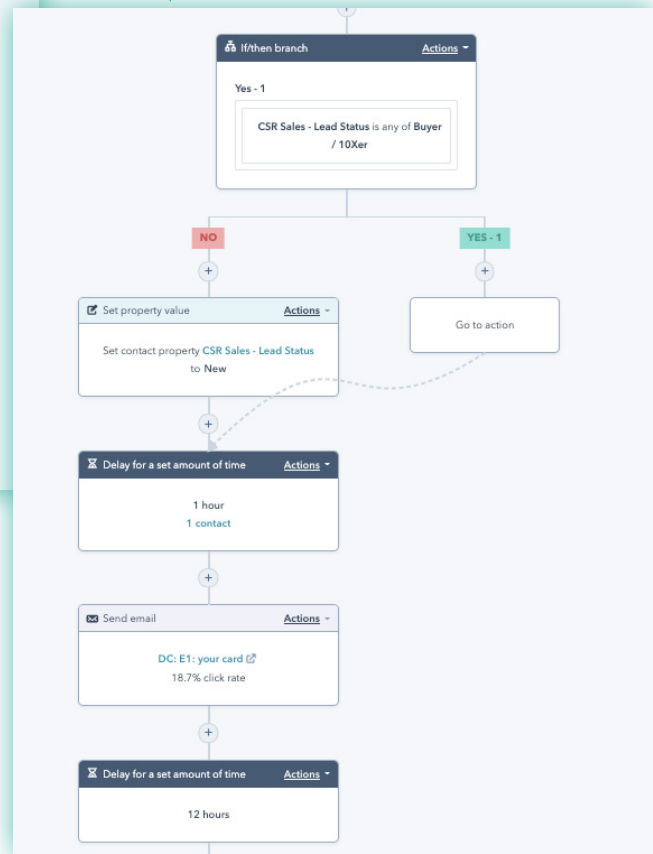 If/then branch Actions
Yes - 1
CSR Sales - Lead Status is any of Buyer
/ 10Xer
NO
YES - 1
+
+
Set property value Actions
Set contact property CSR Sales - Lead Status
to New
Go to action
+
Delay for a set amount of time Actions
1 hour
1 contact
+
Send email Actions
DC: E1: your card
18.7% click rate
+
Delay for a set amount of time Actions
12 hours